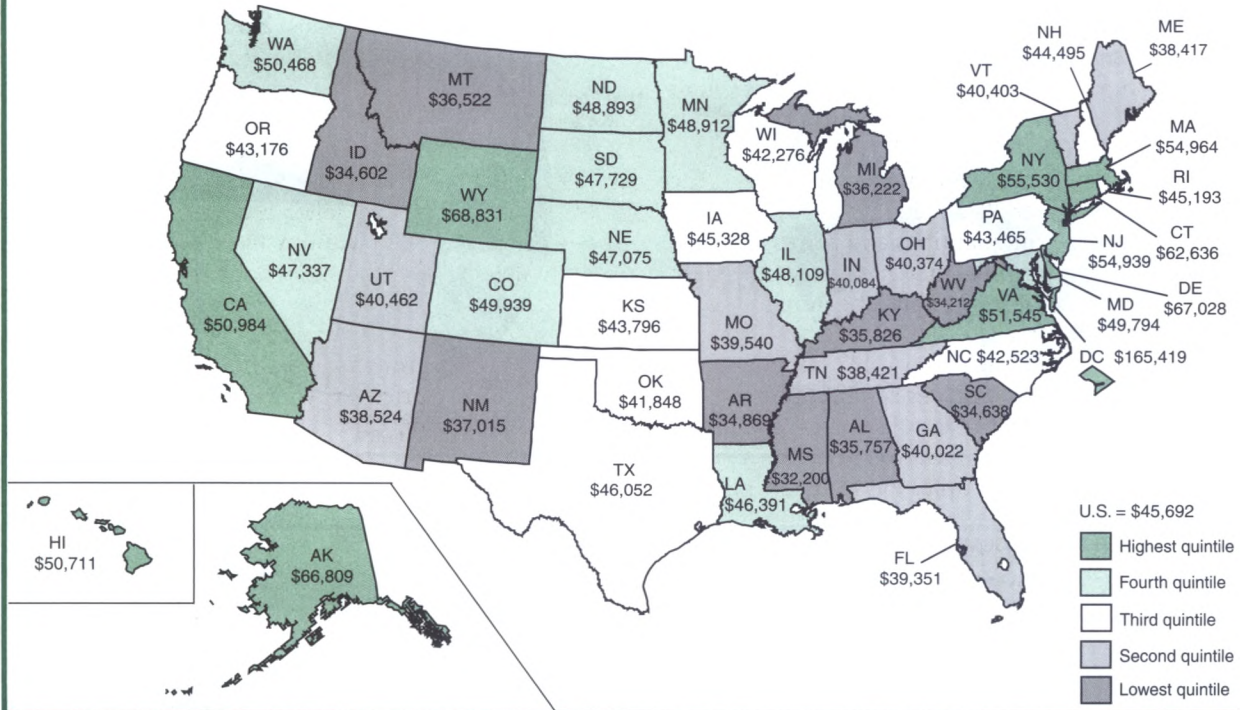 WA
$50,468
MT
$36,522
ND
$48,893
MN
$48,912
OR
$43,176
ID
$34,602
WY
$68,831
SD
$47,729
WI
$42,276
MI
$36,222
NH
$44,495
ME
$38,417
VT
$40,403
MA
$54,964
NY
$55,530
RI
$45,193
CT
$62,636
NJ
$54,939
PA
$43,465
DE
$67,028
MD
$49,794
DC $165,419
NV
$47,337
UT
$40,462
CO
$49,939
NE
$47,075
IA
$45,328
IL
$48,109
IN
$40,084
OH
$40,374
WV
$34,212
VA
$51,545
CA
$50,984
KS
$43,796
MO
$39,540
KY
$35,826
NC $42,523
TN $38,421
AZ
$38,524
NM
$37,015
OK
$41,848
AR
$34,869
SC
$34,638
MS
$32,200
AL
$35,757
GA
$40,022
TX
$46,052
LA
$46,391
FL
$39,351
HI
$50,711
AK
$66,809
U.S. = $45,692
Highest quintile
Fourth quintile
Third quintile
Second quintile
Lowest quintile